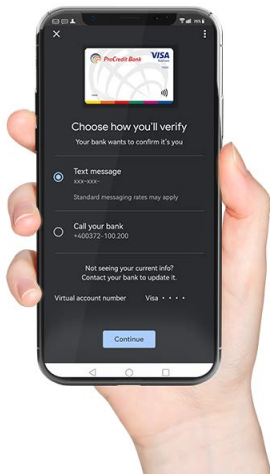 ProCredit Bank
VISA
Choose how you'll verify
Your bank wants to confirm it's you
Text message
xxx-xxx-
Standard messaging rates may apply
Call your bank
+400372-100.200
Not seeing your current info?
Contact your bank to update it.
Virtual account number Visa • • • •
Continue